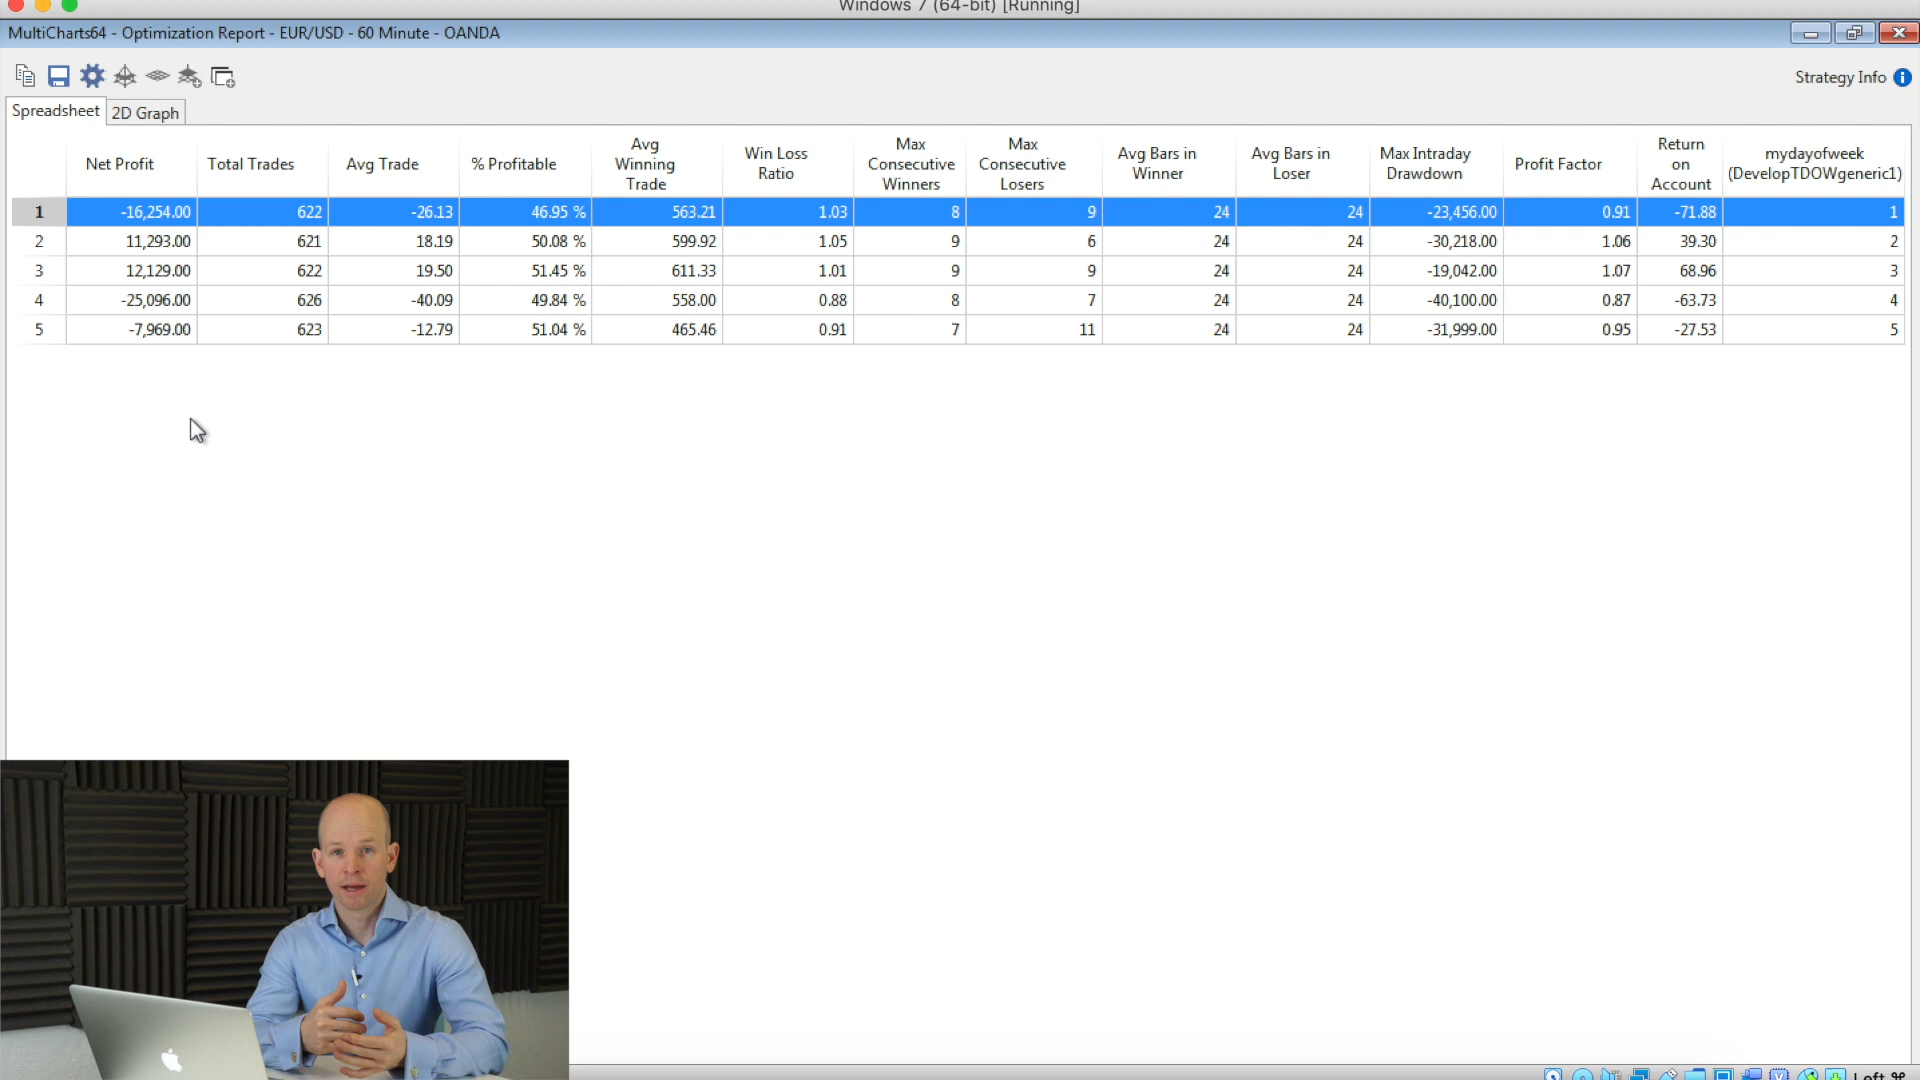 Windows 7 (64-bit) [Running]
MultiCharts64 - Optimization Report - EUR/USD - 60 Minute - OANDA
Strategy Info
Spreadsheet 2D Graph
Net Profit Total Trades Avg Trade % Profitable Avg Winning Trade Win Loss Ratio Max Consecutive Winners Max Consecutive Losers Avg Bars in Winner Avg Bars in Loser Max Intraday Drawdown Profit Factor Return on Account mydayofweek (DevelopTDOWgeneric1)
1 -16,254.00 622 -26.13 46.95 % 563.21 1.03 8 9 24 24 -23,456.00 0.91 -71.88 1
2 11,293.00 621 18.19 50.08 % 599.92 1.05 9 6 24 24 -30,218.00 1.06 39.30 2
3 12,129.00 622 19.50 51.45 % 611.33 1.01 9 9 24 24 -19,042.00 1.07 68.96 3
4 -25,096.00 626 -40.09 49.84 % 558.00 0.88 8 7 24 24 -40,100.00 0.87 -63.73 4
5 -7,969.00 623 -12.79 51.04 % 465.46 0.91 7 11 24 24 -31,999.00 0.95 -27.53 5
Left ⌘